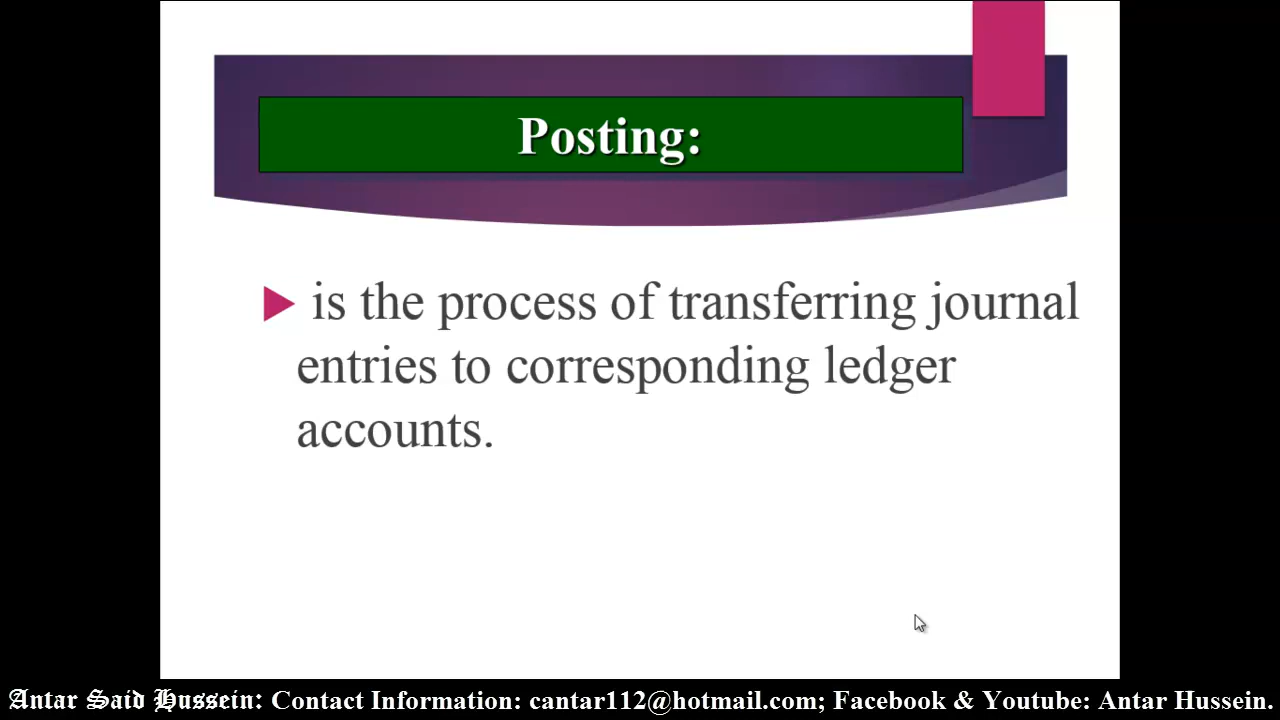 Posting:
is the process of transferring journal
entries to corresponding ledger
accounts.
Antar Said Hussein: Contact Information: cantar112@hotmail.com; Facebook & Youtube: Antar Hussein.